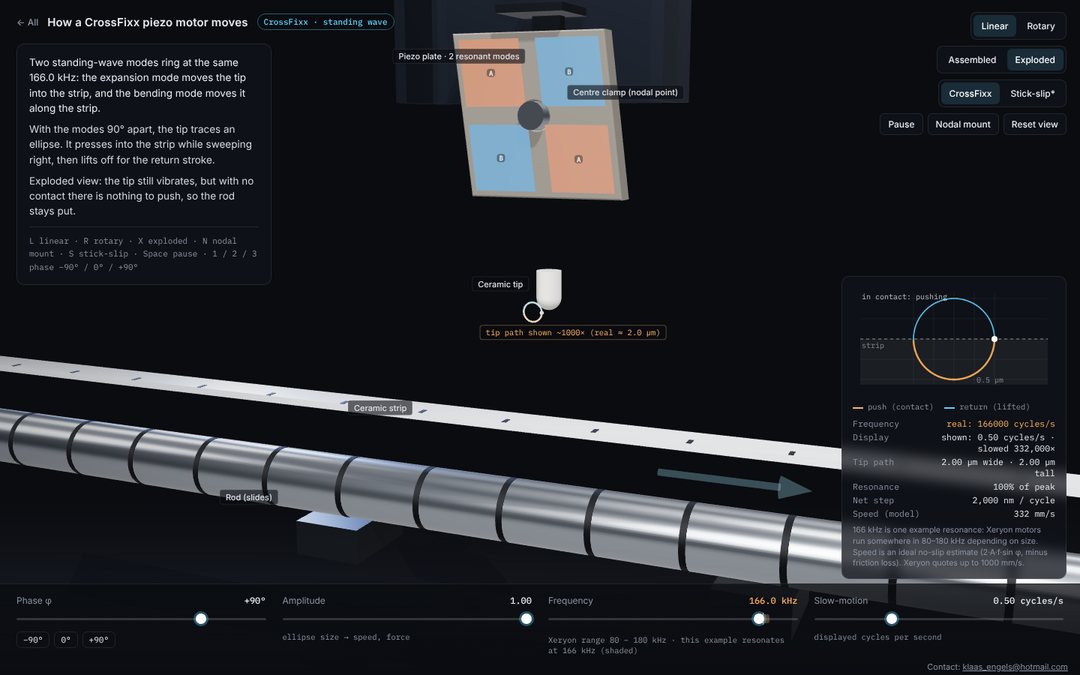 ← All How a CrossFixx piezo motor moves CrossFixx · standing wave
Linear Rotary
Assembled Exploded
CrossFixx Stick-slip*
Pause Nodal mount Reset view
Two standing-wave modes ring at the same
166.0 kHz: the expansion mode moves the tip
into the strip, and the bending mode moves it
along the strip.
With the modes 90° apart, the tip traces an
ellipse. It presses into the strip while sweeping
right, then lifts off for the return stroke.
Exploded view: the tip still vibrates, but with no
contact there is nothing to push, so the rod
stays put.
L linear · R rotary · X exploded · N nodal
mount · S stick-slip · Space pause · 1 / 2 / 3
phase −90° / 0° / +90°
Piezo plate · 2 resonant modes
A
B
Centre clamp (nodal point)
B
A
Ceramic tip
tip path shown ~1000× (real ≈ 2.0 µm)
Ceramic strip
Rod (slides)
in contact: pushing
strip
0.5 µm
push (contact) return (lifted)
Frequency real: 166000 cycles/s
Display shown: 0.50 cycles/s ·
slowed 332,000×
Tip path 2.00 µm wide · 2.00 µm
tall
Resonance 100% of peak
Net step 2,000 nm / cycle
Speed (model) 332 mm/s
166 kHz is one example resonance: Xeryon motors
run somewhere in 80–180 kHz depending on size.
Speed is an ideal no-slip estimate (2·A·f·sin φ, minus
friction loss). Xeryon quotes up to 1000 mm/s.
Phase φ +90°
−90° 0° +90°
Amplitude 1.00
ellipse size → speed, force
Frequency 166.0 kHz
Xeryon range 80 – 180 kHz · this example resonates
at 166 kHz (shaded)
Slow-motion 0.50 cycles/s
displayed cycles per second
Contact: klaas_engels@hotmail.com